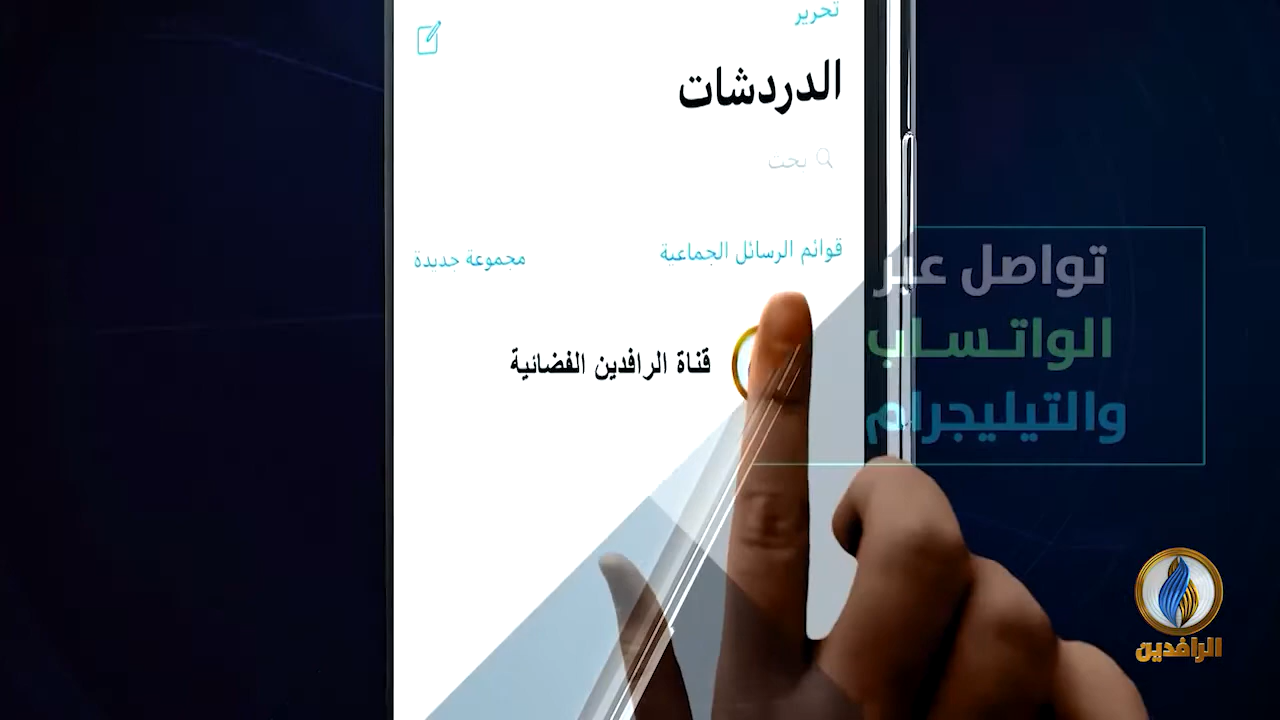 تحرير
الدردشات
بحث
قوائم الرسائل الجماعية
مجموعة جديدة
قناة الرافدين الفضائية
تواصل عبر
الواتساب
والتيليجرام
الرافدين